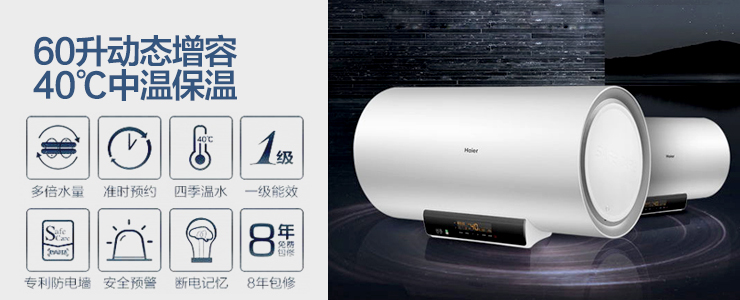 60升动态增容
40℃中温保温
40℃
1级
多倍水量
准时预约
四季温水
一级能效
Safe Care
防电墙
8年
免费
包修
专利防电墙
安全预警
断电记忆
8年包修
Haier
Haier